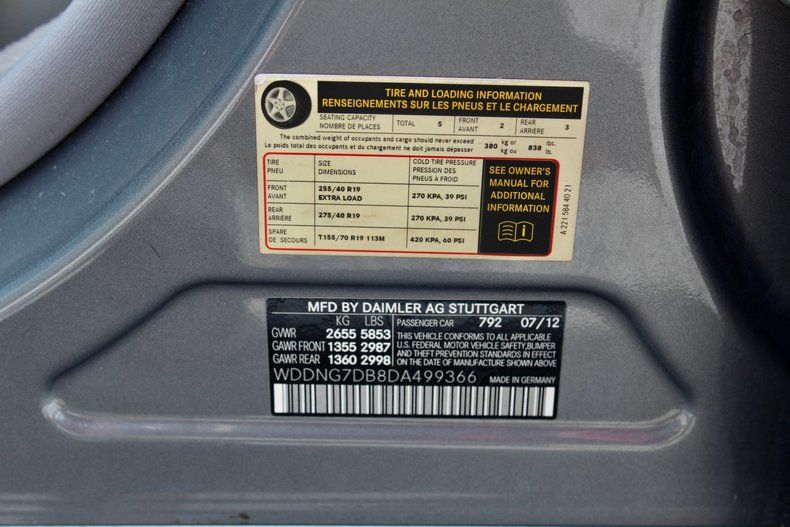 TIRE AND LOADING INFORMATION
RENSEIGNEMENTS SUR LES PNEUS ET LE CHARGEMENT
SEATING CAPACITY
NOMBRE DE PLACES
TOTAL 5
FRONT
AVANT
2
REAR
ARRIÈRE
3
The combined weight of occupants and cargo should never exceed
Le poids total des occupants et du chargement ne doit jamais dépasser
380 kg or
kg ou
838 lbs.
lb.
TIRE
PNEU
SIZE
DIMENSIONS
COLD TIRE PRESSURE
PRESSION DES
PNEUS À FROID
FRONT
AVANT
255/40 R19
EXTRA LOAD
270 KPA, 39 PSI
REAR
ARRIÈRE
275/40 R19
270 KPA, 39 PSI
SPARE
DE SECOURS
T155/70 R19 113M
420 KPA, 60 PSI
SEE OWNER'S
MANUAL FOR
ADDITIONAL
INFORMATION
A 221 584 40 21
MFD BY DAIMLER AG STUTTGART
KG LBS
GVWR 2655 5853
GAWR FRONT 1355 2987
GAWR REAR 1360 2998
PASSENGER CAR 792 07/12
THIS VEHICLE CONFORMS TO ALL APPLICABLE
U.S. FEDERAL MOTOR VEHICLE SAFETY, BUMPER
AND THEFT PREVENTION STANDARDS IN EFFECT
ON THE DATE OF MANUFACTURE SHOWN ABOVE
WDDNG7DB8DA499366 MADE IN GERMANY